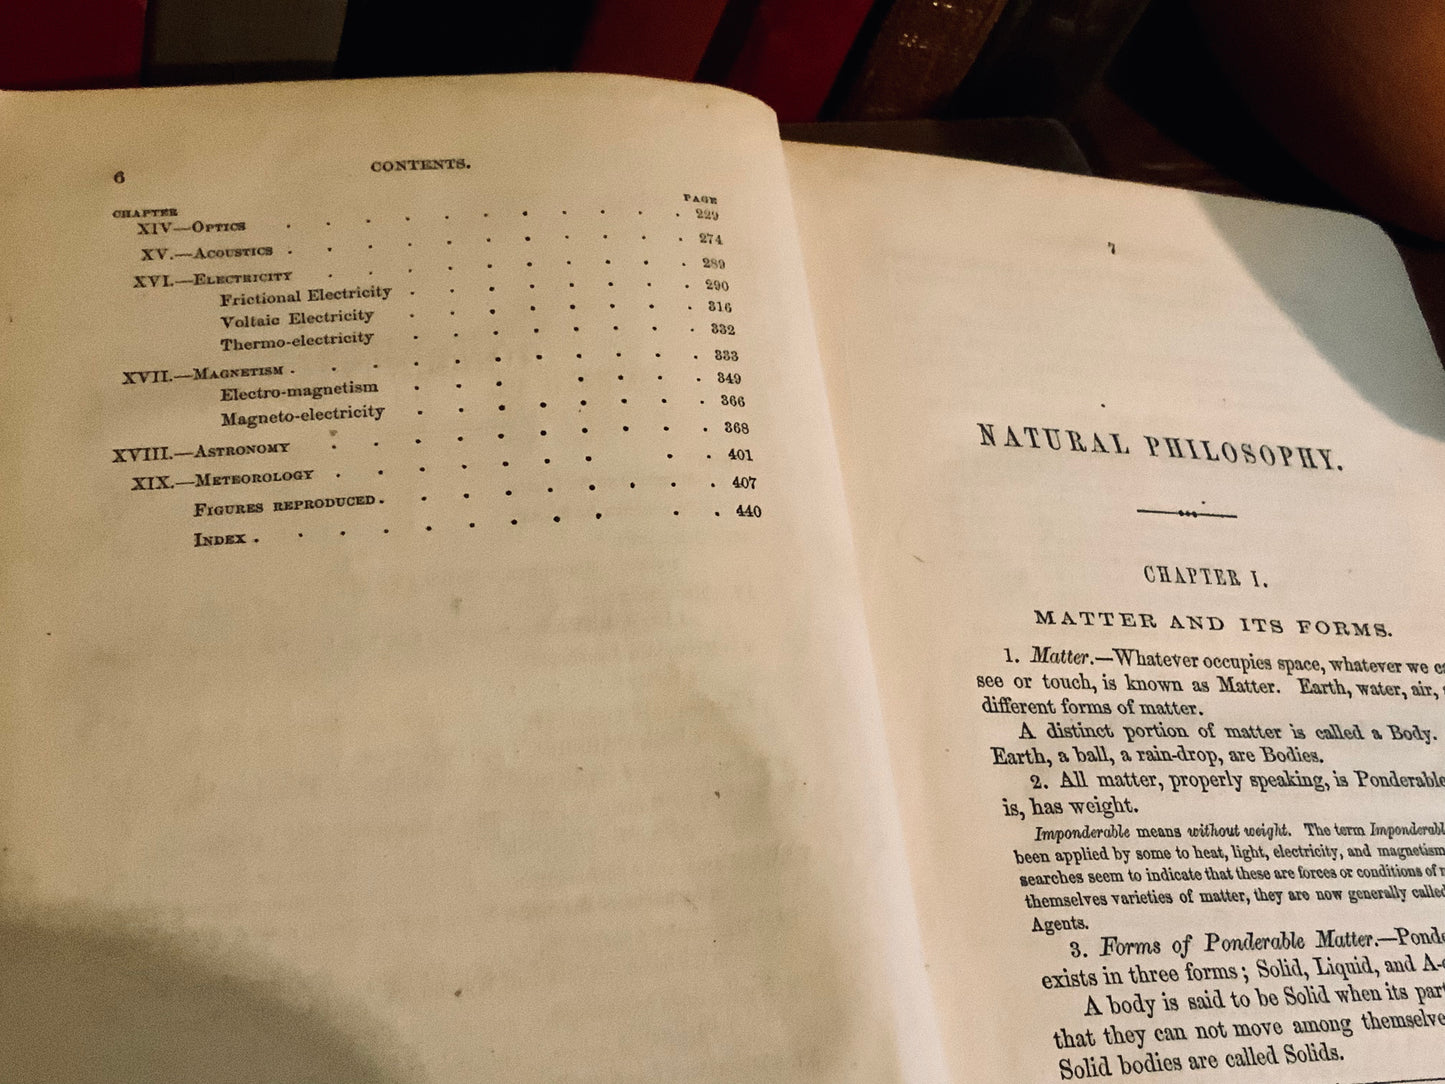 6
CONTENTS.
CHAPTER PAGE
XIV—OPTICS . . . . . . . . . . . 229
XV.—ACOUSTICS . . . . . . . . . . . 274
XVI.—ELECTRICITY . . . . . . . . . . 289
Frictional Electricity . . . . . . . . 290
Voltaic Electricity . . . . . . . . 316
Thermo-electricity . . . . . . . . 332
XVII.—MAGNETISM . . . . . . . . . . . 333
Electro-magnetism . . . . . . . 349
Magneto-electricity . . . . . . . . 366
XVIII.—ASTRONOMY . . . . . . . . . . 368
XIX.—METEOROLOGY . . . . . . . . . 401
FIGURES REPRODUCED . . . . . . . . . 407
INDEX . . . . . . . . . . . 440
7
NATURAL PHILOSOPHY.
CHAPTER I.
MATTER AND ITS FORMS.
1. Matter.—Whatever occupies space, whatever we
see or touch, is known as Matter. Earth, water, air,
different forms of matter.
A distinct portion of matter is called a Body.
Earth, a ball, a rain-drop, are Bodies.
2. All matter, properly speaking, is Ponderable
is, has weight.
Imponderable means without weight. The term
been applied by some to heat, light, electricity, and magnetism
searches seem to indicate that these are forces or conditions of
themselves varieties of matter, they are now generally called
Agents.
3. Forms of Ponderable Matter.—
exists in three forms; Solid, Liquid, and
A body is said to be Solid when its
that they can not move among
Solid bodies are called Solids.